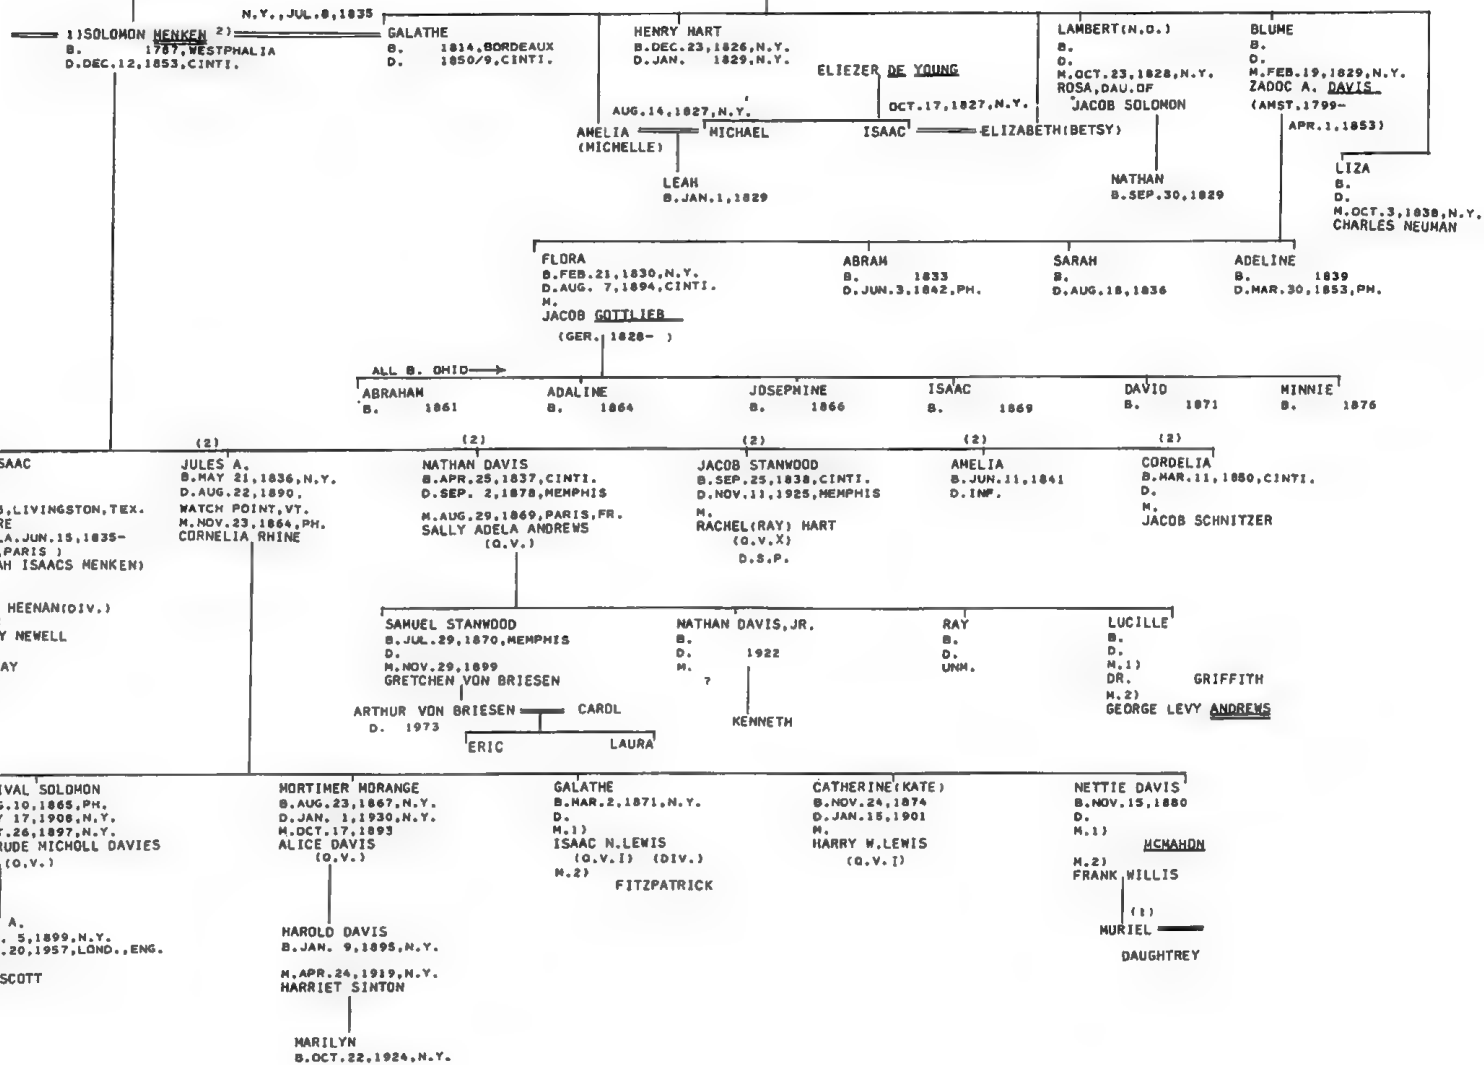 N.Y.,JUL.8,1835
1)SOLOMON MENKEN 2)
B. 1787,WESTPHALIA
D.DEC.12,1853,CINTI.
GALATHE
B. 1814,BORDEAUX
D. 1850/9,CINTI.
HENRY HART
B.DEC.23,1826,N.Y.
D.JAN. 1829,N.Y.
ELIEZER DE YOUNG
LAMBERT(N.D.)
B.
D.
M.OCT.23,1828,N.Y.
ROSA,DAU.OF
JACOB SOLOMON
BLUME
B.
D.
M.FEB.19,1829,N.Y.
ZADOC A. DAVIS
(AMST,1799-
APR.1,1853)
AUG.14,1827,N.Y.
OCT.17,1827,N.Y.
AMELIA
(MICHELLE)
MICHAEL
ISAAC
ELIZABETH(BETSY)
LEAH
B.JAN.1,1829
NATHAN
B.SEP.30,1829
LIZA
B.
D.
M.OCT.3,1838,N.Y.
CHARLES NEUMAN
FLORA
B.FEB.21,1830,N.Y.
D.AUG. 7,1894,CINTI.
M.
JACOB GOTTLIEB
(GER. 1828- )
ABRAM
B. 1833
D.JUN.3,1842,PH.
SARAH
B.
D.AUG.18,1836
ADELINE
B. 1839
D.MAR.30,1853,PH.
ALL B. OHIO
ABRAHAM
B. 1861
ADALINE
B. 1864
JOSEPHINE
B. 1866
ISAAC
B. 1869
DAVID
B. 1871
MINNIE
B. 1876
SAAC
,LIVINGSTON,TEX.
RE
LA.JUN.15,1835-
,PARIS )
AH ISAACS MENKEN)
HEENAN(DIV.)
Y NEWELL
AY
(2)
JULES A.
B.MAY 21,1836,N.Y.
D.AUG.22,1890,
WATCH POINT,VT.
M.NOV.23,1864,PH.
CORNELIA RHINE
(2)
NATHAN DAVIS
B.APR.25,1837,CINTI.
D.SEP. 2,1878,MEMPHIS
M.AUG.29,1869,PARIS,FR.
SALLY ADELA ANDREWS
(Q.V.)
(2)
JACOB STANWOOD
B.SEP.25,1838,CINTI.
D.NOV.11,1925,MEMPHIS
M.
RACHEL(RAY) HART
(Q.V.X)
D.S.P.
(2)
AMELIA
B.JUN.11,1841
D.INF.
(2)
CORDELIA
B.MAR.11,1850,CINTI.
D.
M.
JACOB SCHNITZER
SAMUEL STANWOOD
B.JUL.29,1870,MEMPHIS
D.
M.NOV.29,1899
GRETCHEN VON BRIESEN
NATHAN DAVIS,JR.
B.
D. 1922
M.
?
RAY
B.
D.
UNM.
LUCILLE
B.
D.
M.1)
DR. GRIFFITH
M.2)
GEORGE LEVY ANDREWS
ARTHUR VON BRIESEN
D. 1973
CAROL
KENNETH
ERIC
LAURA
IVAL SOLOMON
G.10,1865,PH.
Y 17,1908,N.Y.
T.26,1897,N.Y.
RUDE MICHOLL DAVIES
(Q.V.)
MORTIMER MORANGE
B.AUG.23,1867,N.Y.
D.JAN. 1,1930,N.Y.
M.OCT.17,1893
ALICE DAVIS
(Q.V.)
GALATHE
B.MAR.2,1871,N.Y.
D.
M.1)
ISAAC N.LEWIS
(Q.V.I) (DIV.)
M.2)
FITZPATRICK
CATHERINE(KATE)
B.NOV.24,1874
D.JAN.15,1901
M.
HARRY W.LEWIS
(Q.V.I)
NETTIE DAVIS
B.NOV.15,1880
D.
M.1)
MCMAHON
M.2)
FRANK WILLIS
(1)
MURIEL
DAUGHTREY
A.
. 5,1899,N.Y.
.20,1957,LOND.,ENG.
SCOTT
HAROLD DAVIS
B.JAN. 9,1895,N.Y.
M.APR.24,1919,N.Y.
HARRIET SINTON
MARILYN
B.OCT.22,1924,N.Y.